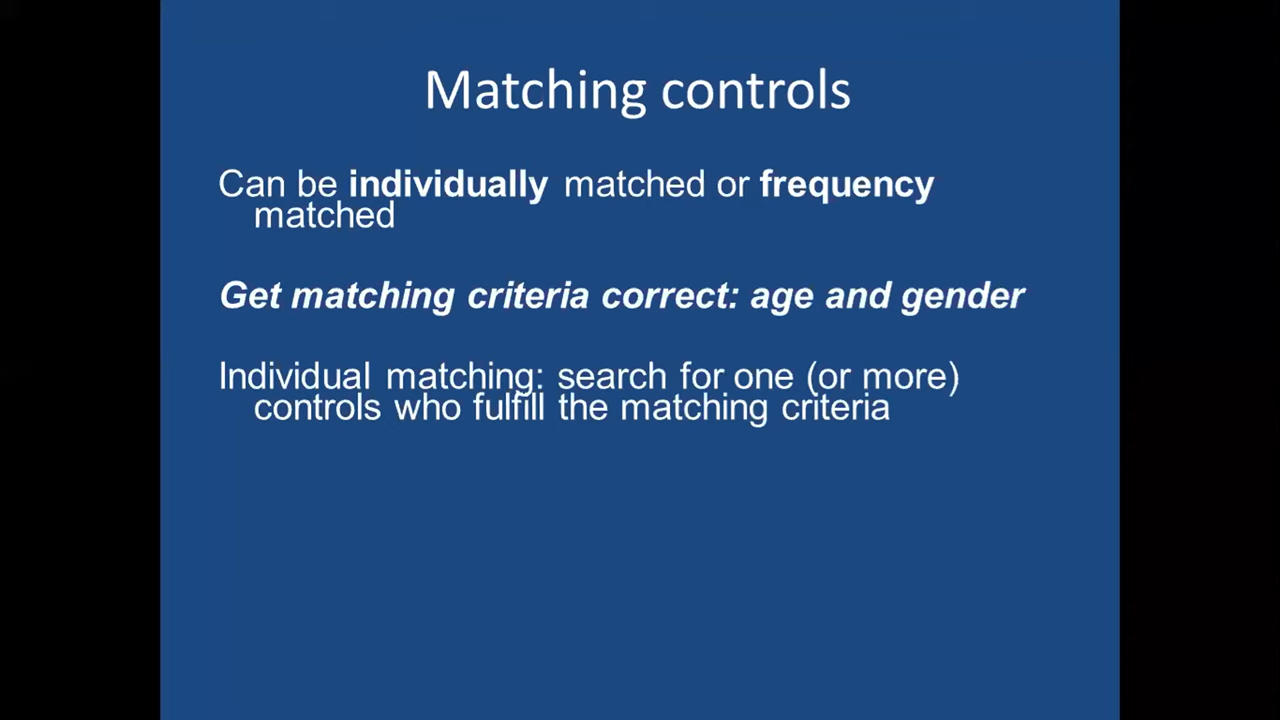 Matching controls
Can be individually matched or frequency
matched
Get matching criteria correct: age and gender
Individual matching: search for one (or more)
controls who fulfill the matching criteria